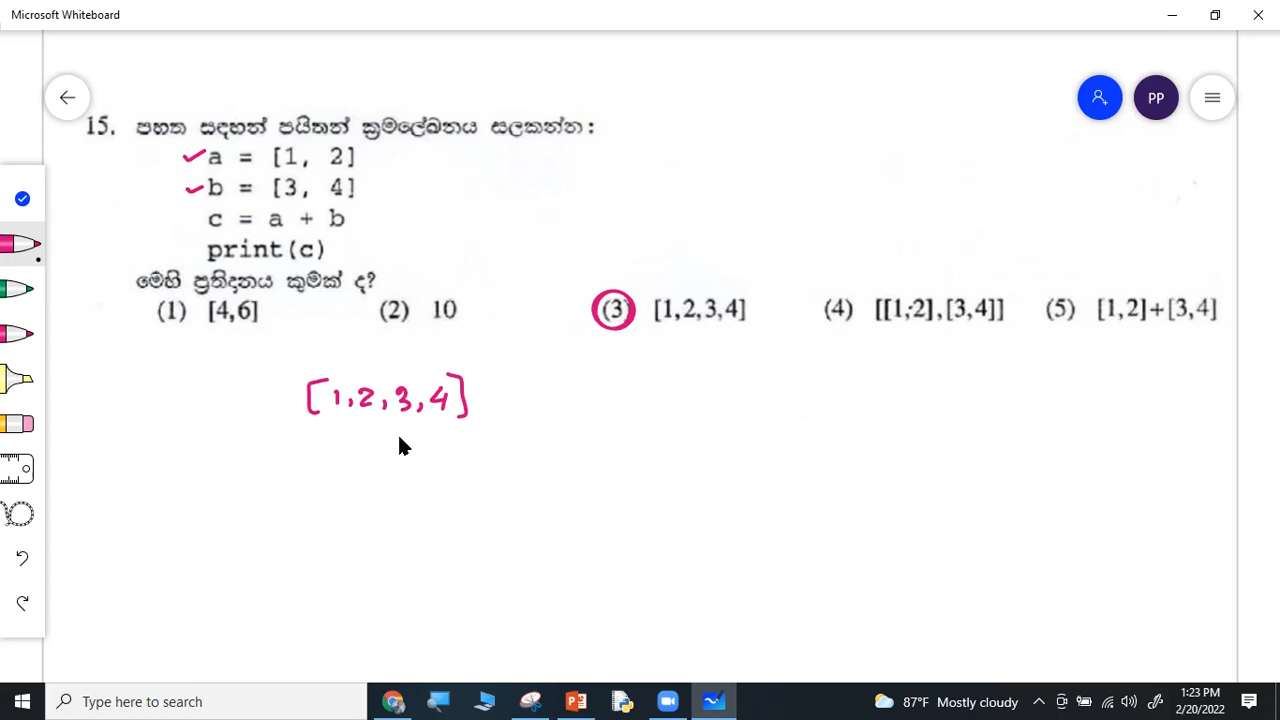 Microsoft Whiteboard
PP
15. පහත සඳහන් පයිතන් ක්‍රමලේඛනය සලකන්න :
a = [1, 2]
b = [3, 4]
c = a + b
print(c)
මෙහි ප්‍රතිදානය කුමක් ද?
(1) [4,6] (2) 10 (3) [1,2,3,4] (4) [[1,2],[3,4]] (5) [1,2]+[3,4]
[1,2,3,4]
Type here to search
87°F Mostly cloudy
1:23 PM
2/20/2022